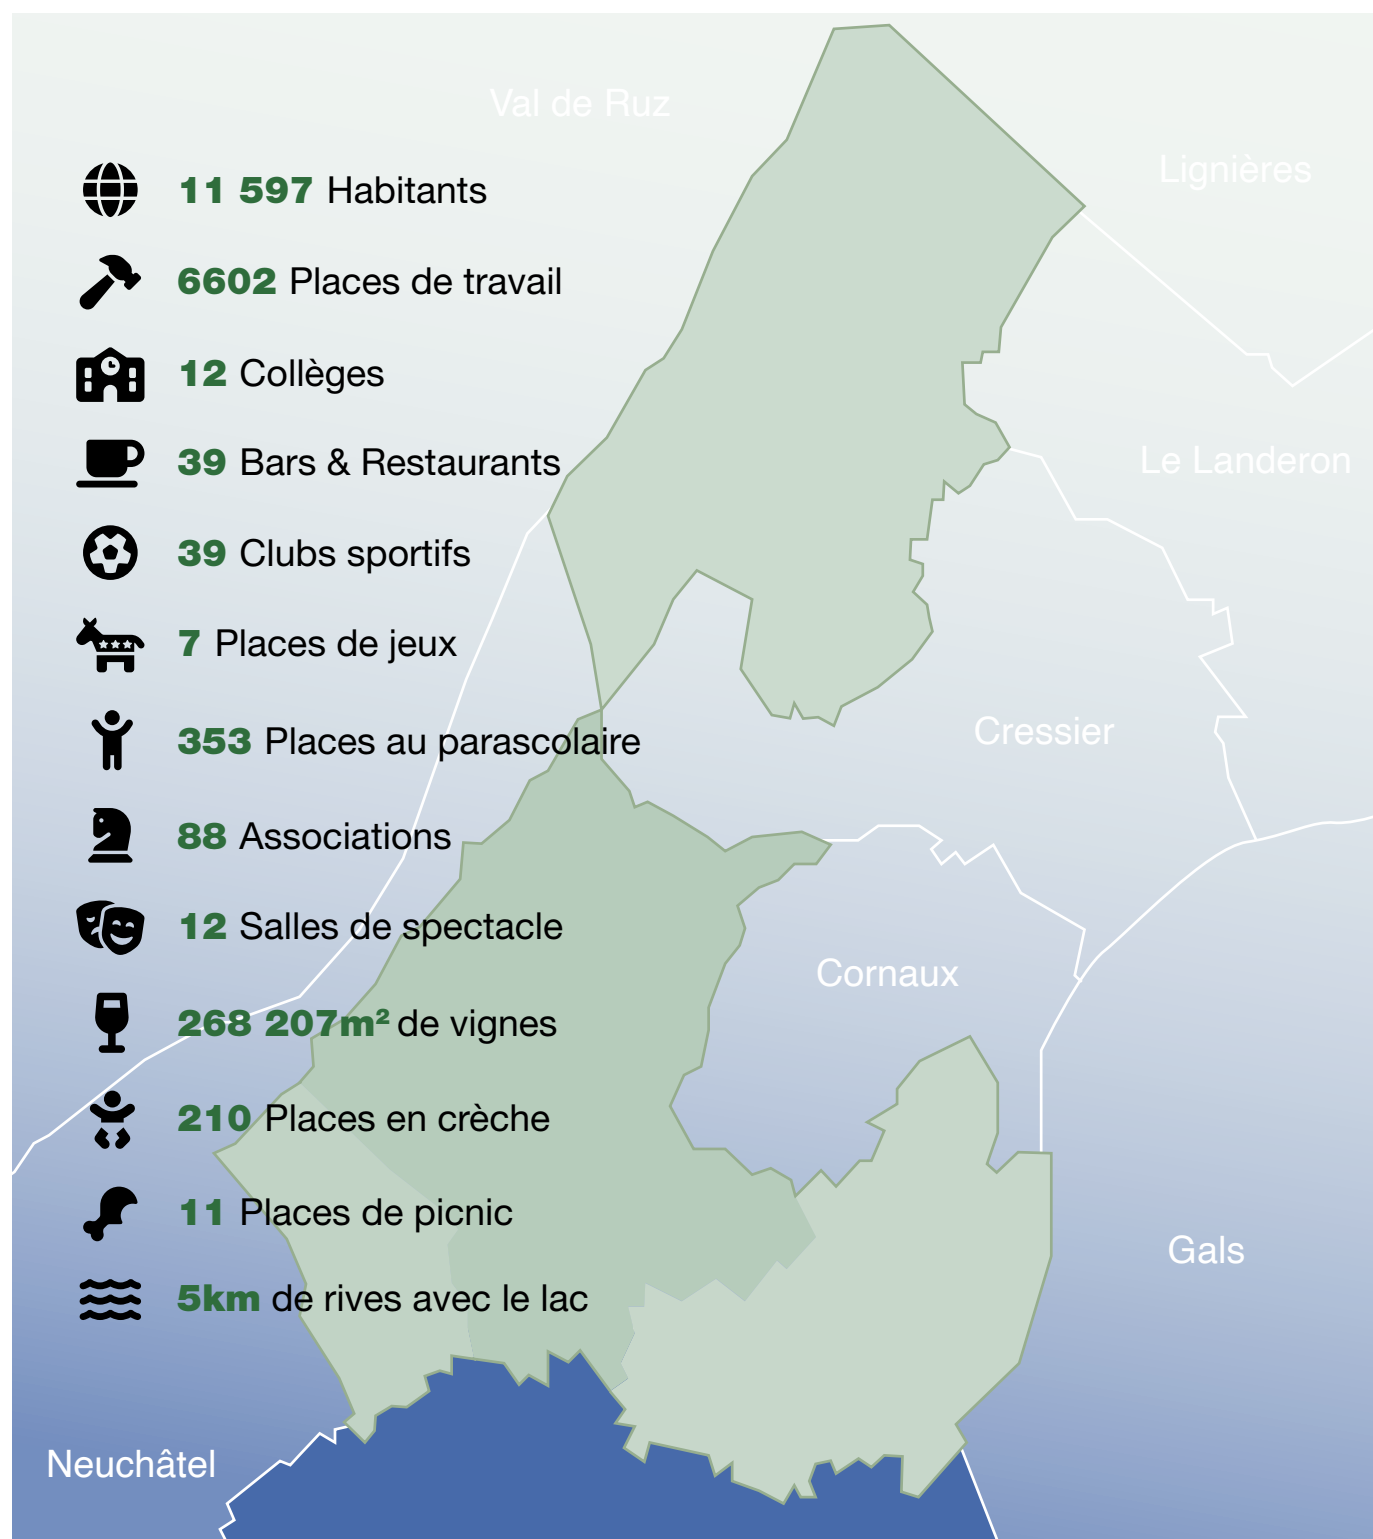 Val de Ruz
Lignières
11 597 Habitants
6602 Places de travail
12 Collèges
39 Bars & Restaurants
Le Landeron
39 Clubs sportifs
7 Places de jeux
353 Places au parascolaire
Cressier
88 Associations
12 Salles de spectacle
Cornaux
268 207m² de vignes
210 Places en crèche
11 Places de picnic
Gals
5km de rives avec le lac
Neuchâtel